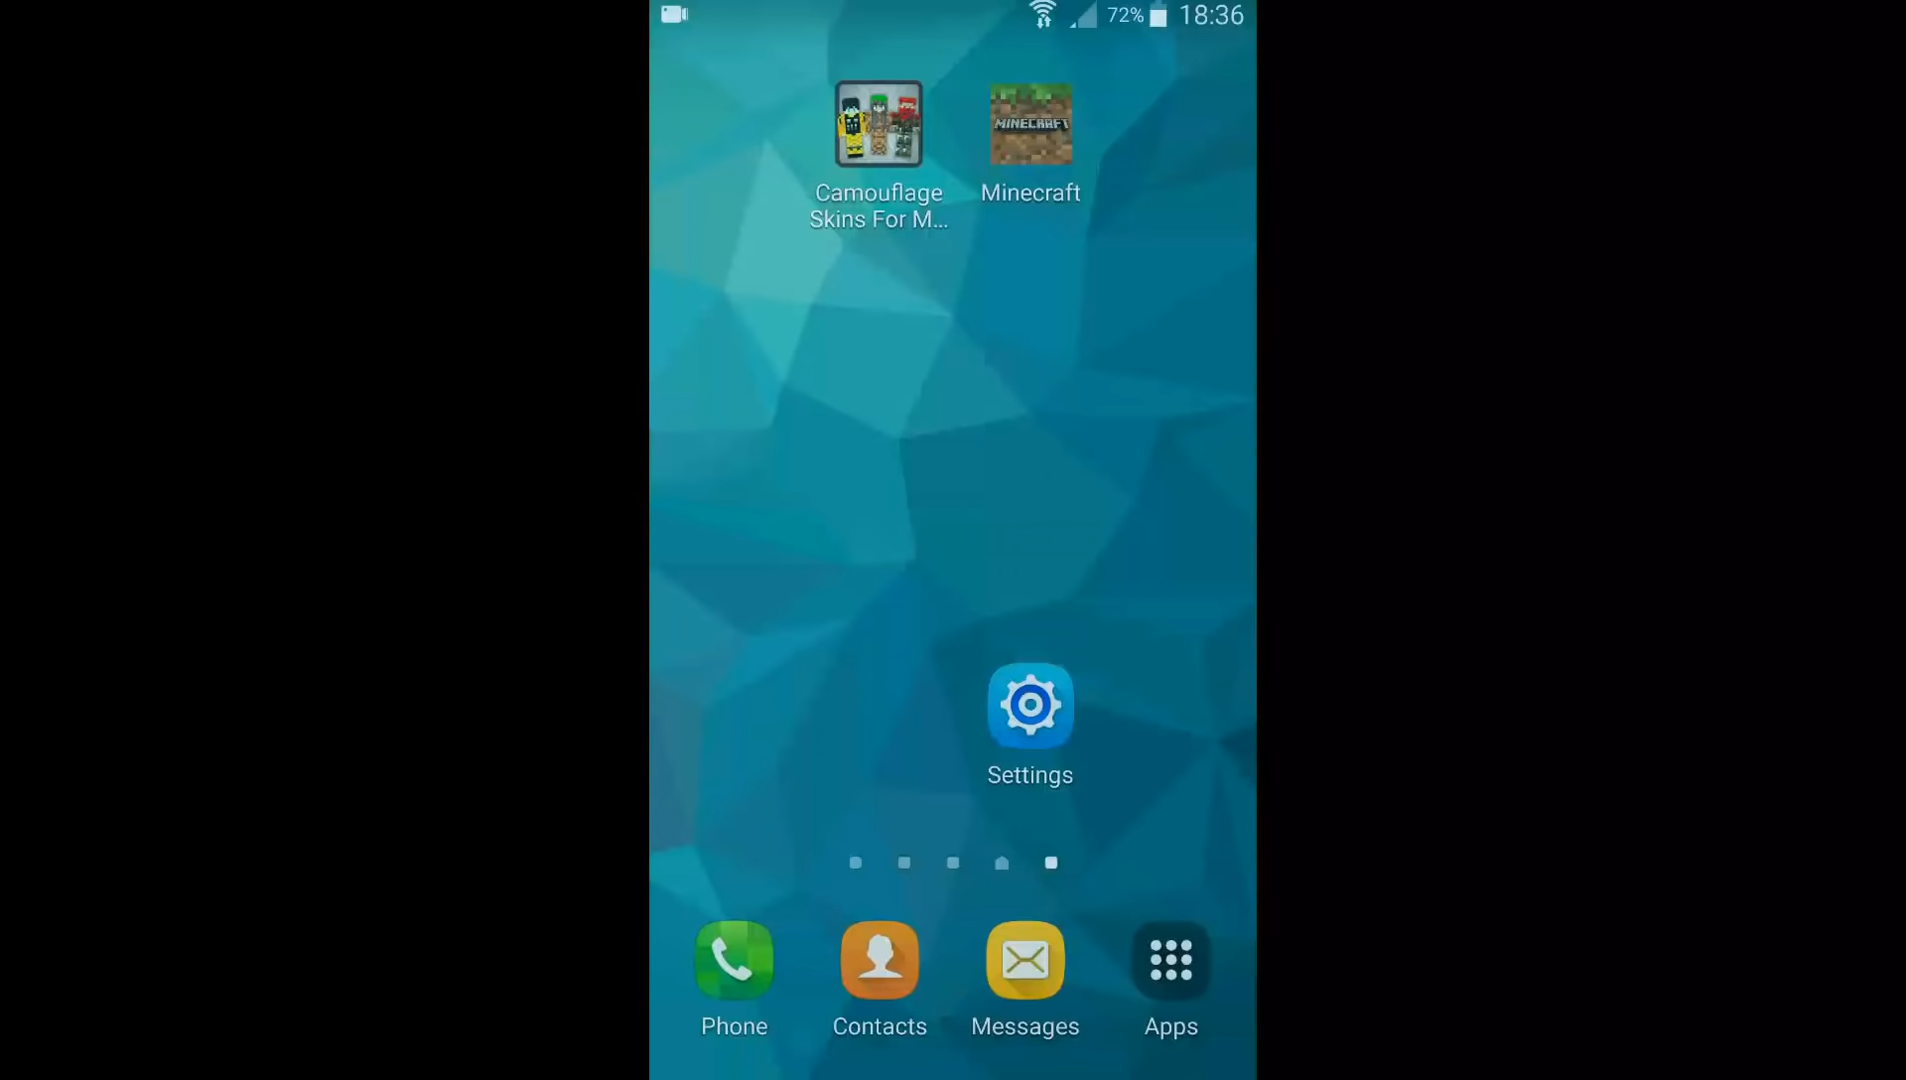 72% 18:36
MINECRAFT
Camouflage
Skins For M...
Minecraft
Settings
Phone
Contacts
Messages
Apps